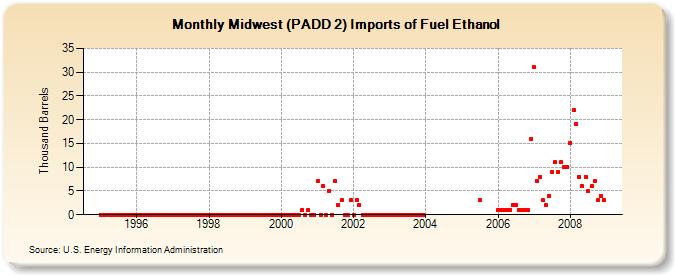 Monthly Midwest (PADD 2) Imports of Fuel Ethanol
Thousand Barrels
35
30
25
20
15
10
5
0
1996 1998 2000 2002 2004 2006 2008
Source: U.S. Energy Information Administration